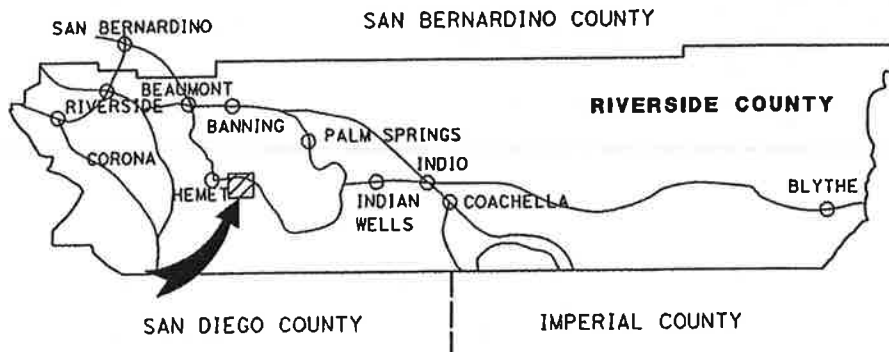 SAN BERNARDINO COUNTY
SAN BERNARDINO
BEAUMONT
RIVERSIDE
RIVERSIDE COUNTY
BANNING
PALM SPRINGS
CORONA
INDIO
HEMET
BLYTHE
INDIAN
WELLS
COACHELLA
SAN DIEGO COUNTY
IMPERIAL COUNTY